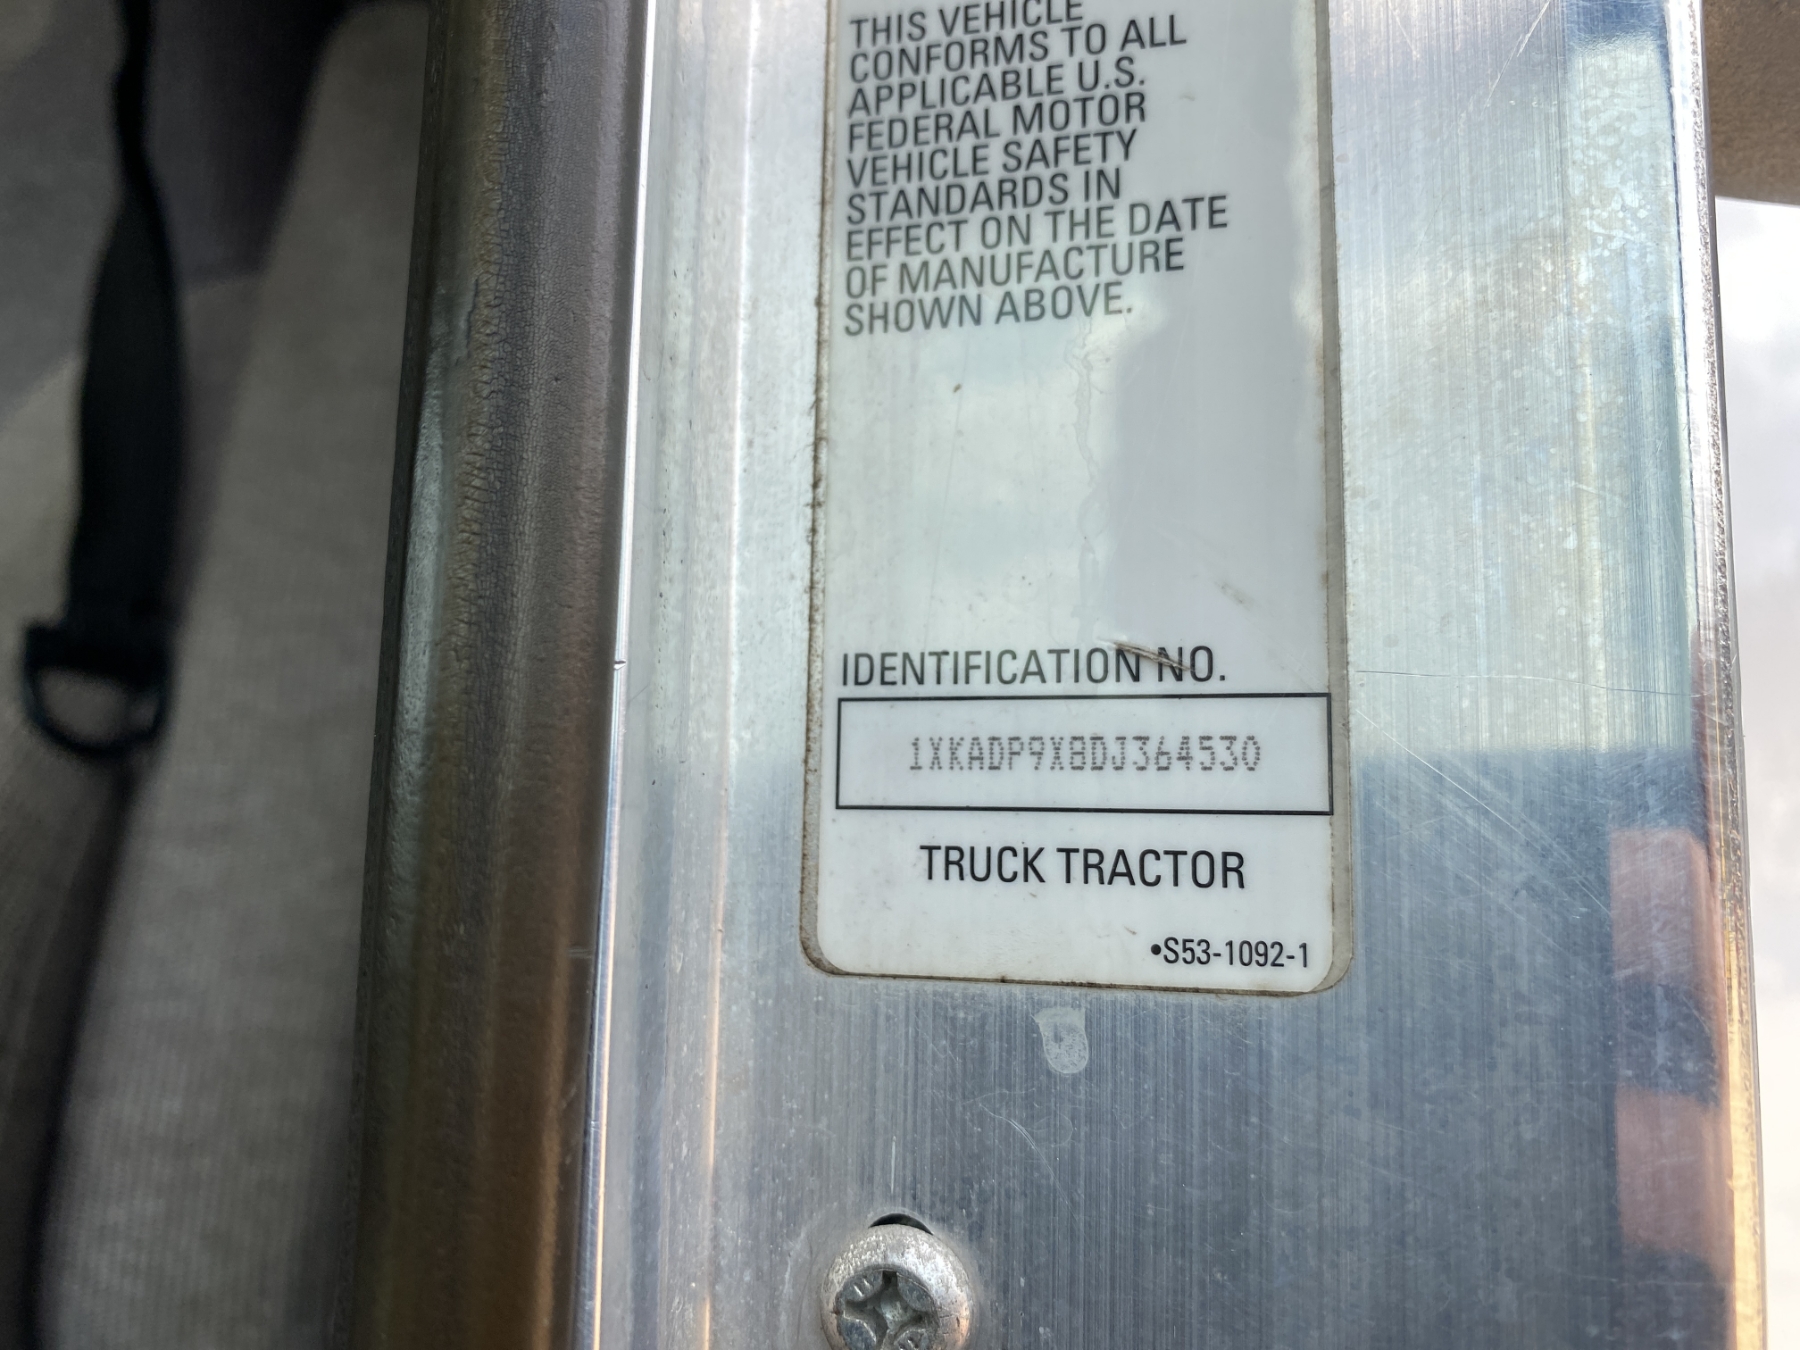 THIS VEHICLE
CONFORMS TO ALL
APPLICABLE U.S.
FEDERAL MOTOR
VEHICLE SAFETY
STANDARDS IN
EFFECT ON THE DATE
OF MANUFACTURE
SHOWN ABOVE.
IDENTIFICATION NO.
1XKADP9X8DJ364530
TRUCK TRACTOR
•S53-1092-1